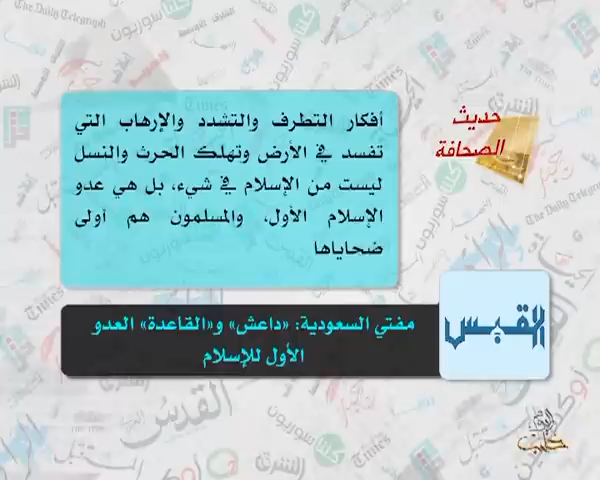 حديث
الصحافة
أفكار التطرف والتشدد والإرهاب التي
تفسد في الأرض وتهلك الحرث والنسل
ليست من الإسلام في شيء، بل هي عدو
الإسلام الأول، والمسلمون هم أولى
ضحاياها
القبس
مفتي السعودية: «داعش» و«القاعدة» العدو
الأول للإسلام